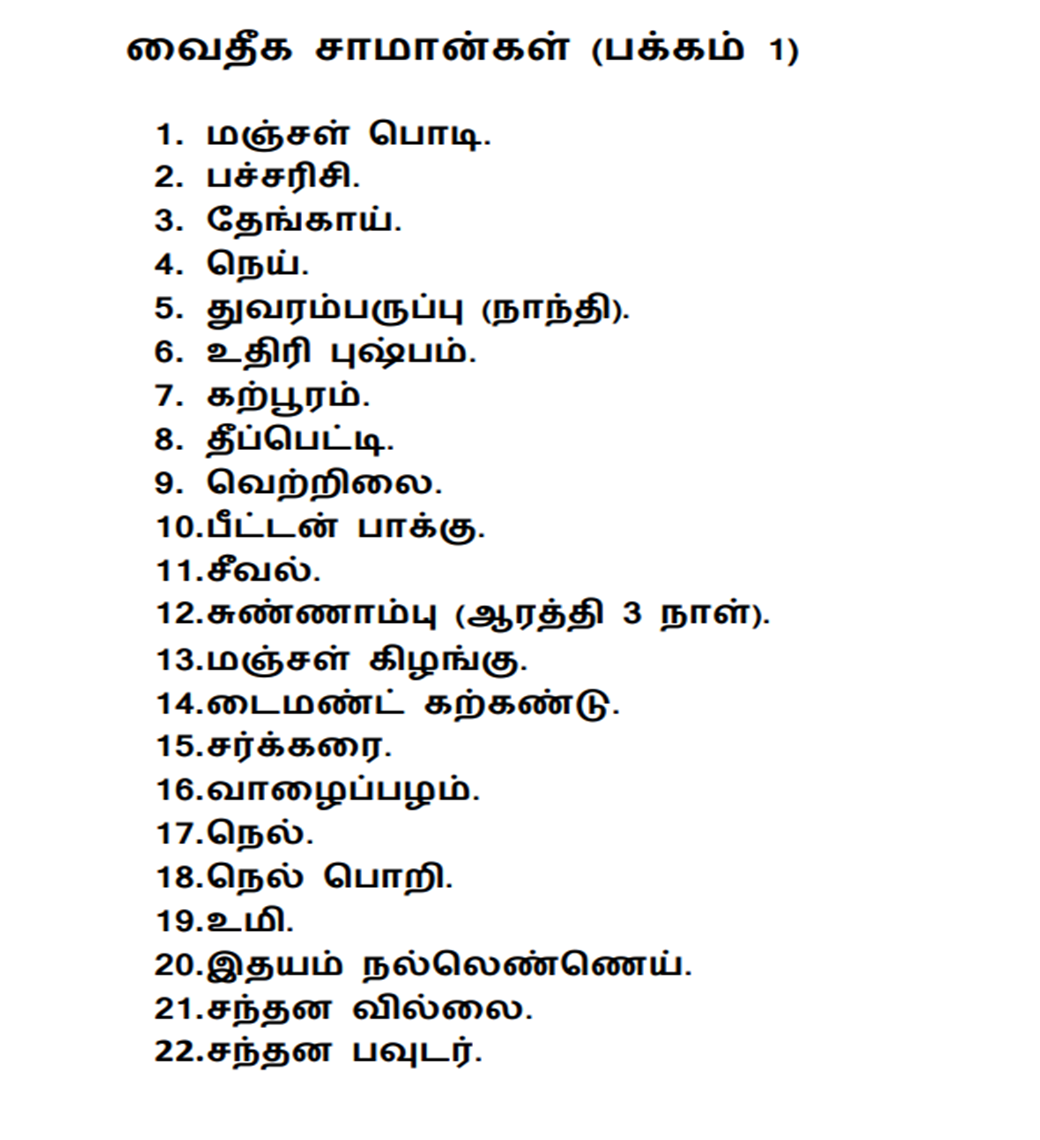 வைதீக சாமான்கள் (பக்கம் 1)
1. மஞ்சள் பொடி.
2. பச்சரிசி.
3. தேங்காய்.
4. நெய்.
5. துவரம்பருப்பு (நாந்தி).
6. உதிரி புஷ்பம்.
7. கற்பூரம்.
8. தீப்பெட்டி.
9. வெற்றிலை.
10.பீட்டன் பாக்கு.
11.சீவல்.
12.சுண்ணாம்பு (ஆரத்தி 3 நாள்).
13.மஞ்சள் கிழங்கு.
14.டைமண்ட் கற்கண்டு.
15.சர்க்கரை.
16.வாழைப்பழம்.
17.நெல்.
18.நெல் பொறி.
19.உமி.
20.இதயம் நல்லெண்ணெய்.
21.சந்தன வில்லை.
22.சந்தன பவுடர்.